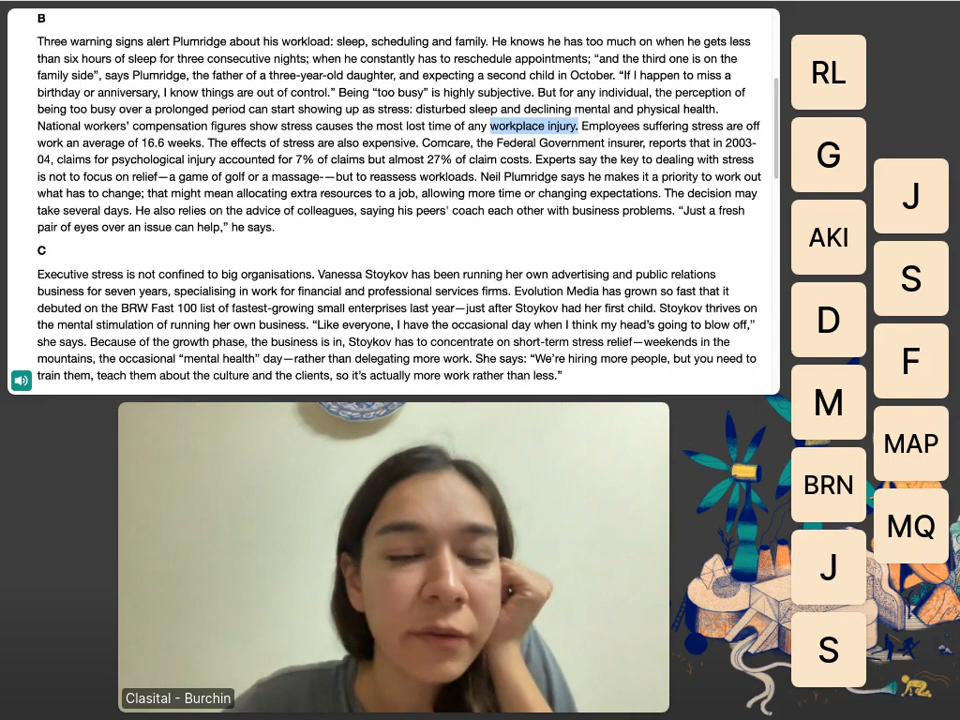 B
Three warning signs alert Plumridge about his workload: sleep, scheduling and family. He knows he has too much on when he gets less
than six hours of sleep for three consecutive nights; when he constantly has to reschedule appointments; “and the third one is on the
family side”, says Plumridge, the father of a three-year-old daughter, and expecting a second child in October. “If I happen to miss a
birthday or anniversary, I know things are out of control.” Being “too busy” is highly subjective. But for any individual, the perception of
being too busy over a prolonged period can start showing up as stress: disturbed sleep and declining mental and physical health.
National workers’ compensation figures show stress causes the most lost time of any workplace injury. Employees suffering stress are off
work an average of 16.6 weeks. The effects of stress are also expensive. Comcare, the Federal Government insurer, reports that in 2003-
04, claims for psychological injury accounted for 7% of claims but almost 27% of claim costs. Experts say the key to dealing with stress
is not to focus on relief—a game of golf or a massage-—but to reassess workloads. Neil Plumridge says he makes it a priority to work out
what has to change; that might mean allocating extra resources to a job, allowing more time or changing expectations. The decision may
take several days. He also relies on the advice of colleagues, saying his peers’ coach each other with business problems. “Just a fresh
pair of eyes over an issue can help,” he says.
C
Executive stress is not confined to big organisations. Vanessa Stoykov has been running her own advertising and public relations
business for seven years, specialising in work for financial and professional services firms. Evolution Media has grown so fast that it
debuted on the BRW Fast 100 list of fastest-growing small enterprises last year—just after Stoykov had her first child. Stoykov thrives on
the mental stimulation of running her own business. “Like everyone, I have the occasional day when I think my head’s going to blow off,”
she says. Because of the growth phase, the business is in, Stoykov has to concentrate on short-term stress relief—weekends in the
mountains, the occasional “mental health” day—rather than delegating more work. She says: “We’re hiring more people, but you need to
train them, teach them about the culture and the clients, so it’s actually more work rather than less.”
Clasital - Burchin
RL
G
AKI
D
M
BRN
J
S
J
S
F
MAP
MQ